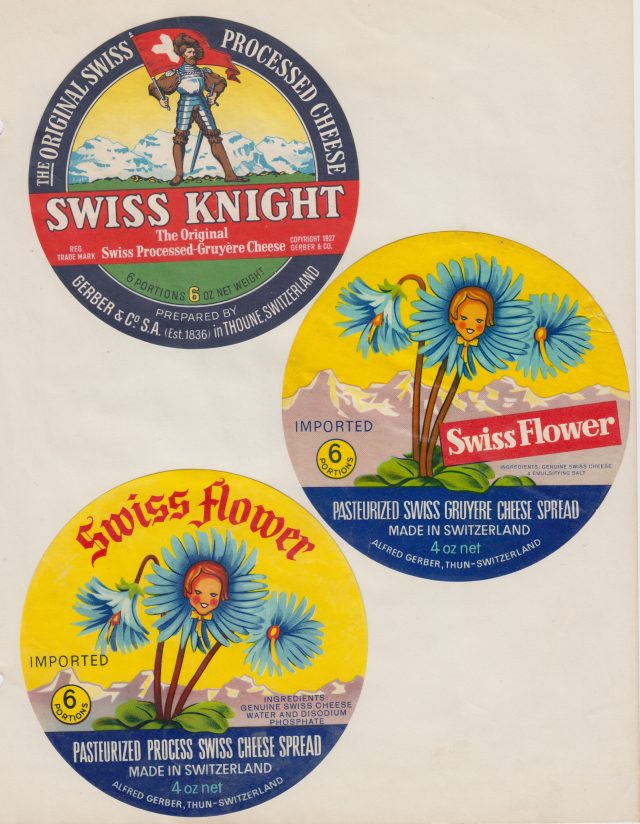 THE ORIGINAL SWISS PROCESSED CHEESE
SWISS KNIGHT
The Original
REG. TRADE MARK
Swiss Processed-Gruyère Cheese
COPYRIGHT 1927 GERBER & CO.
6 PORTIONS 6 OZ NET WEIGHT
PREPARED BY
GERBER & Cº S.A. (Est. 1836) in THOUNE, SWITZERLAND
IMPORTED
6
PORTIONS
Swiss Flower
INGREDIENTS: GENUINE SWISS CHEESE
& EMULSIFYING SALT
PASTEURIZED SWISS GRUYERE CHEESE SPREAD
MADE IN SWITZERLAND
4 oz net
ALFRED GERBER, THUN-SWITZERLAND
Swiss flower
IMPORTED
6
PORTIONS
INGREDIENTS:
GENUINE SWISS CHEESE
WATER AND DISODIUM
PHOSPHATE
PASTEURIZED PROCESS SWISS CHEESE SPREAD
MADE IN SWITZERLAND
4 oz net
ALFRED GERBER, THUN-SWITZERLAND